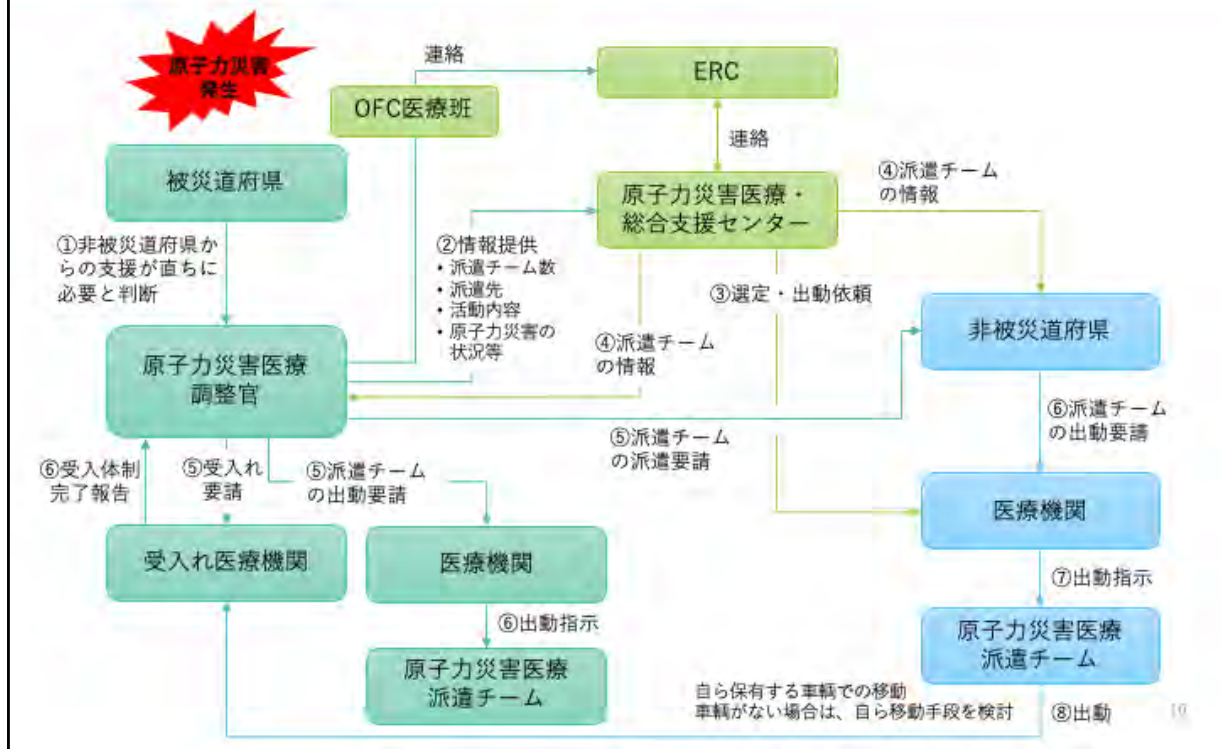 原子力災害
発生
連絡
ERC
OFC医療班
連絡
被災道府県
原子力災害医療・
総合支援センター
④派遣チーム
の情報
①非被災道府県か
らの支援が直ちに
必要と判断
②情報提供
・派遣チーム数
・派遣先
・活動内容
・原子力災害の
状況等
③選定・出動依頼
④派遣チーム
の情報
非被災道府県
原子力災害医療
調整官
⑤派遣チーム
の派遣要請
⑥派遣チーム
の出動要請
⑥受入体制
完了報告
⑤受入れ
要請
⑤派遣チーム
の出動要請
医療機関
受入れ医療機関
医療機関
⑦出動指示
⑥出動指示
原子力災害医療
派遣チーム
原子力災害医療
派遣チーム
自ら保有する車輌での移動
車輌がない場合は、自ら移動手段を検討
⑧出動
10